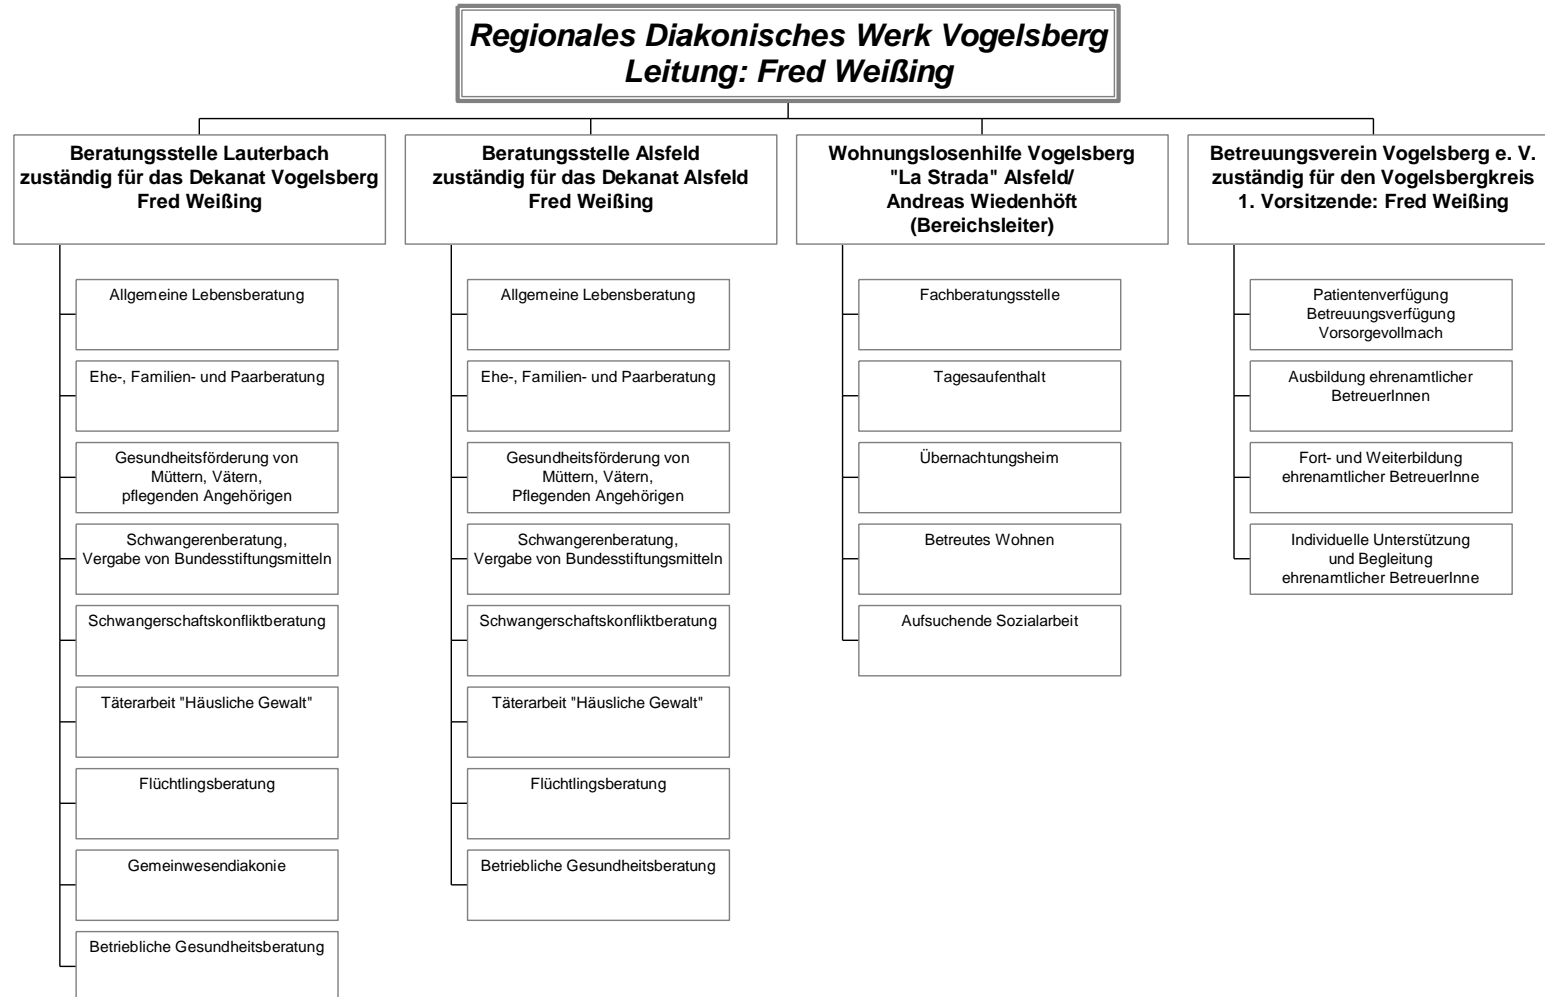 Regionales Diakonisches Werk Vogelsberg
Leitung: Fred Weißing
Beratungsstelle Lauterbach
zuständig für das Dekanat Vogelsberg
Fred Weißing
Allgemeine Lebensberatung
Ehe-, Familien- und Paarberatung
Gesundheitsförderung von
Müttern, Vätern,
pflegenden Angehörigen
Schwangerenberatung,
Vergabe von Bundesstiftungsmitteln
Schwangerschaftskonfliktberatung
Täterarbeit "Häusliche Gewalt"
Flüchtlingsberatung
Gemeinwesendiakonie
Betriebliche Gesundheitsberatung
Beratungsstelle Alsfeld
zuständig für das Dekanat Alsfeld
Fred Weißing
Allgemeine Lebensberatung
Ehe-, Familien- und Paarberatung
Gesundheitsförderung von
Müttern, Vätern,
Pflegenden Angehörigen
Schwangerenberatung,
Vergabe von Bundesstiftungsmitteln
Schwangerschaftskonfliktberatung
Täterarbeit "Häusliche Gewalt"
Flüchtlingsberatung
Betriebliche Gesundheitsberatung
Wohnungslosenhilfe Vogelsberg
"La Strada" Alsfeld/
Andreas Wiedenhöft
(Bereichsleiter)
Fachberatungsstelle
Tagesaufenthalt
Übernachtungsheim
Betreutes Wohnen
Aufsuchende Sozialarbeit
Betreuungsverein Vogelsberg e. V.
zuständig für den Vogelsbergkreis
1. Vorsitzende: Fred Weißing
Patientenverfügung
Betreuungsverfügung
Vorsorgevollmach
Ausbildung ehrenamtlicher
BetreuerInnen
Fort- und Weiterbildung
ehrenamtlicher BetreuerInne
Individuelle Unterstützung
und Begleitung
ehrenamtlicher BetreuerInne